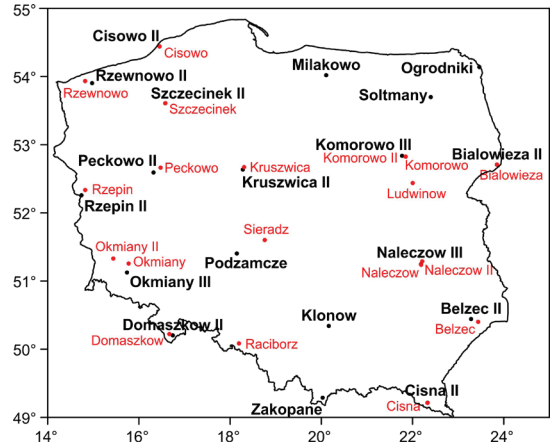 55°
Cisowo II
Cisowo
Milakowo
Ogrodniki
54°
Rzewnowo II
Rzewnowo
Szczecinek II
Szczecinek
Soltmany
53°
Komorowo III
Komorowo II
Komorowo
Bialowieza II
Bialowieza
Peckowo II
Peckowo
Kruszwica
Kruszwica II
Ludwinow
Rzepin
Rzepin II
52°
Sieradz
Okmiany II
Okmiany
Okmiany III
Podzamcze
Naleczow III
Naleczow
Naleczow II
51°
Domaszkow II
Domaszkow
Klonow
Belzec II
Belzec
Raciborz
50°
Cisna II
Cisna
Zakopane
49°
14° 16° 18° 20° 22° 24°